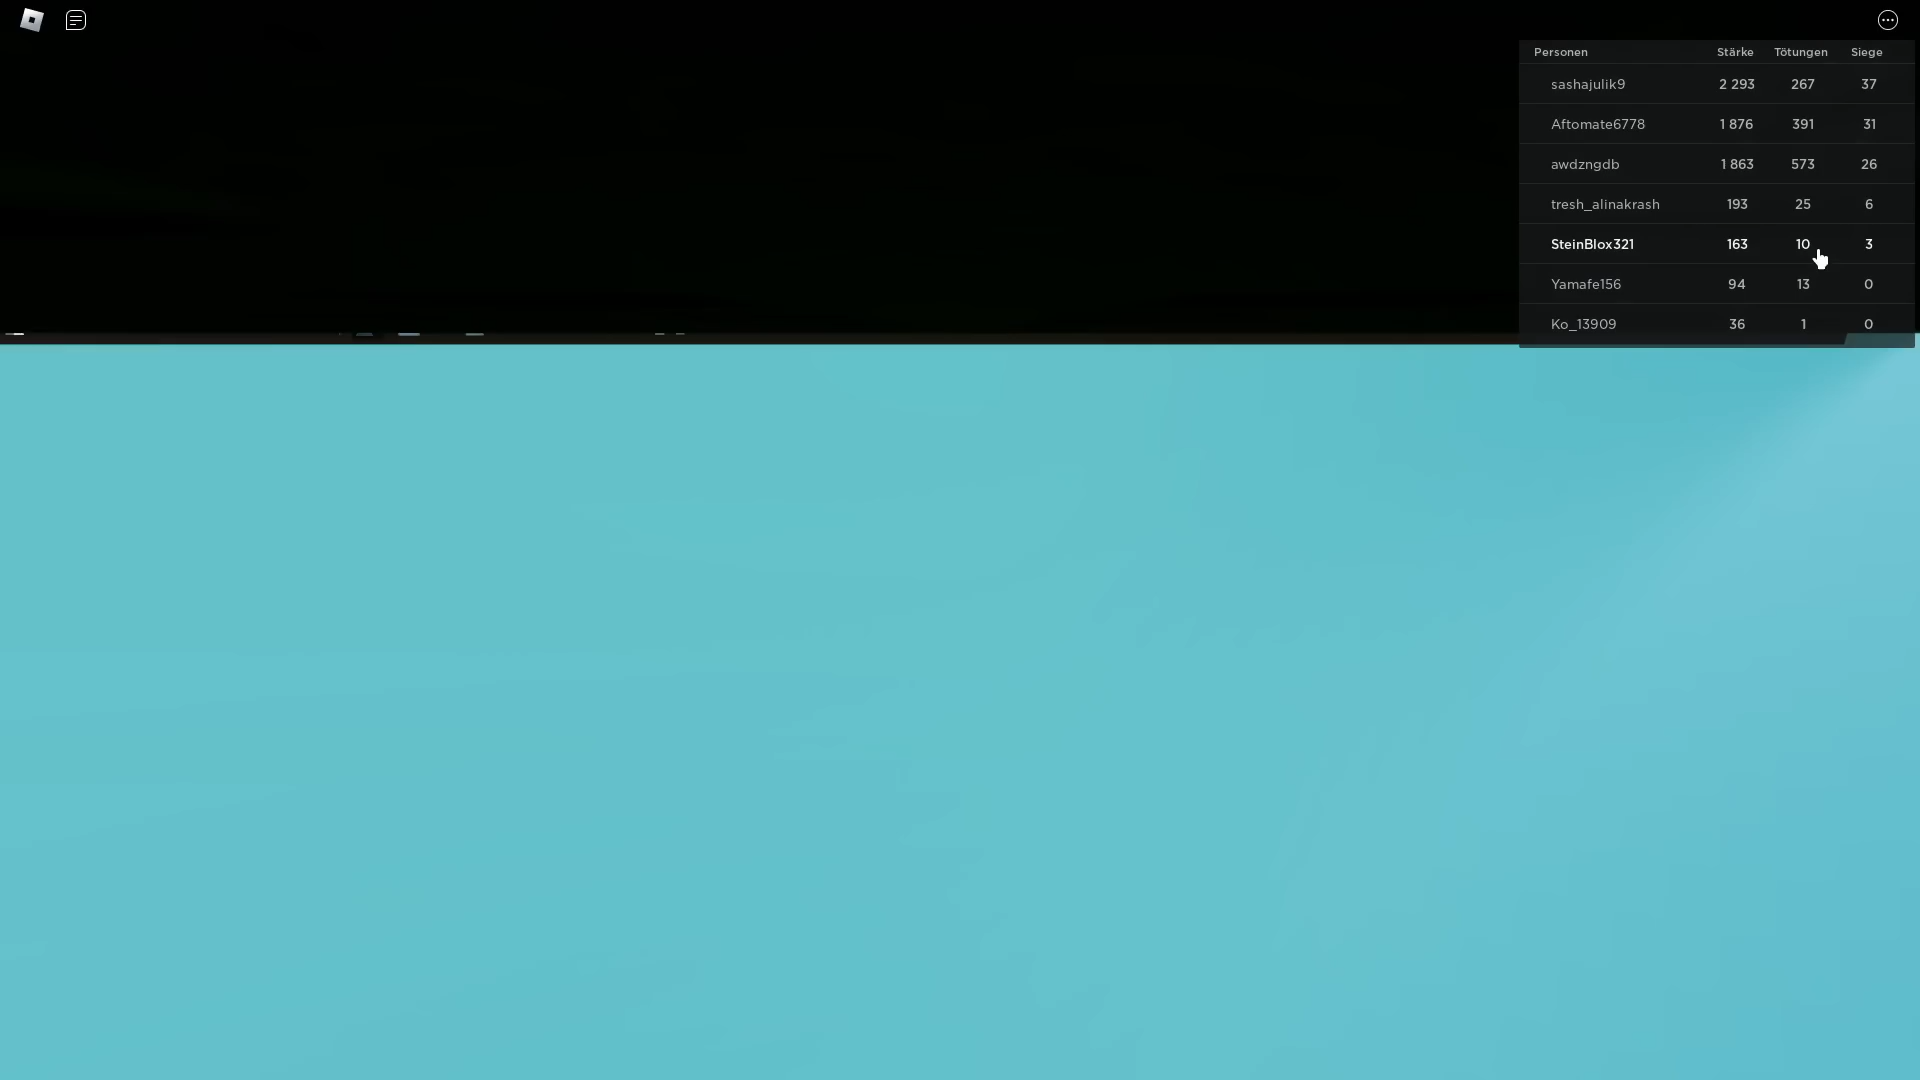 Personen Stärke Tötungen Siege
sashajulik9 2 293 267 37
Aftomate6778 1 876 391 31
awdzngdb 1 863 573 26
tresh_alinakrash 193 25 6
SteinBlox321 163 10 3
Yamafe156 94 13 0
Ko_13909 36 1 0